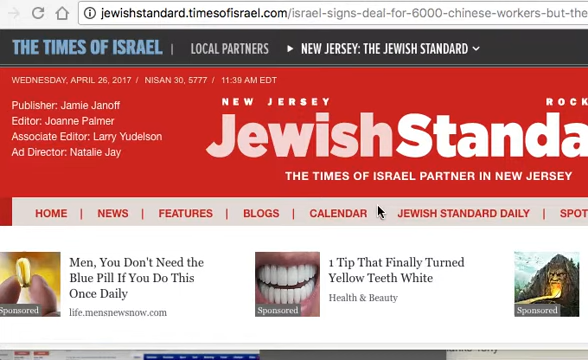 jewishstandard.timesofisrael.com/israel-signs-deal-for-6000-chinese-workers-but-the
THE TIMES OF ISRAEL LOCAL PARTNERS NEW JERSEY: THE JEWISH STANDARD
WEDNESDAY, APRIL 26, 2017 / NISAN 30, 5777 / 11:39 AM EDT
Publisher: Jamie Janoff
Editor: Joanne Palmer
Associate Editor: Larry Yudelson
Ad Director: Natalie Jay
NEW JERSEY ROCK
JewishStanda
THE TIMES OF ISRAEL PARTNER IN NEW JERSEY
HOME | NEWS | FEATURES | BLOGS | CALENDAR JEWISH STANDARD DAILY | SPOT
Men, You Don't Need the
Blue Pill If You Do This
Once Daily
life.mensnewsnow.com
Sponsored
1 Tip That Finally Turned
Yellow Teeth White
Health & Beauty
Sponsored
Sponsored